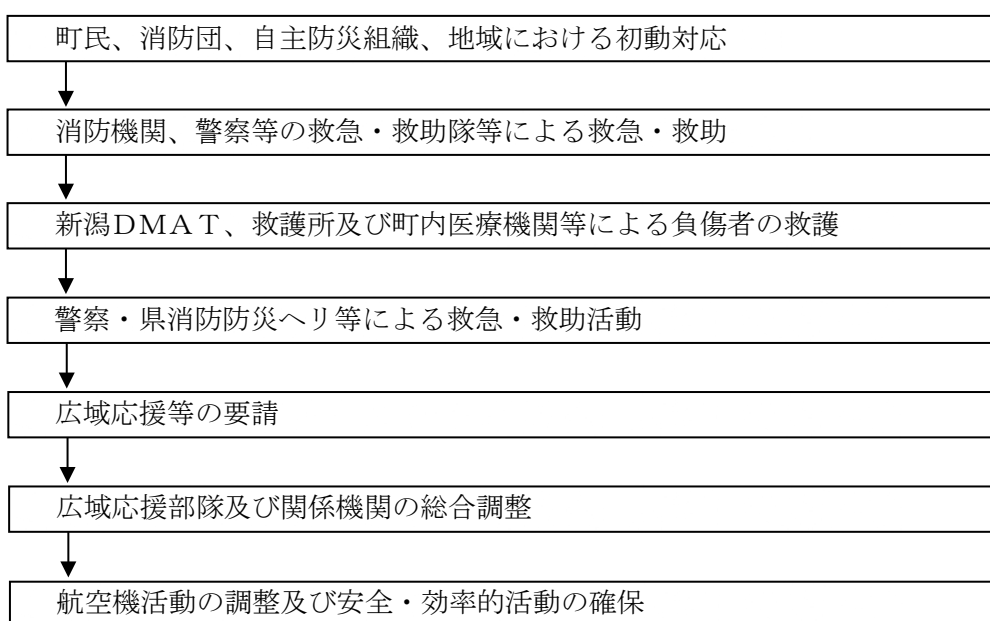 町民、消防団、自主防災組織、地域における初動対応
消防機関、警察等の救急・救助隊等による救急・救助
新潟DMAT、救護所及び町内医療機関等による負傷者の救護
警察・県消防防災ヘリ等による救急・救助活動
広域応援等の要請
広域応援部隊及び関係機関の総合調整
航空機活動の調整及び安全・効率的活動の確保